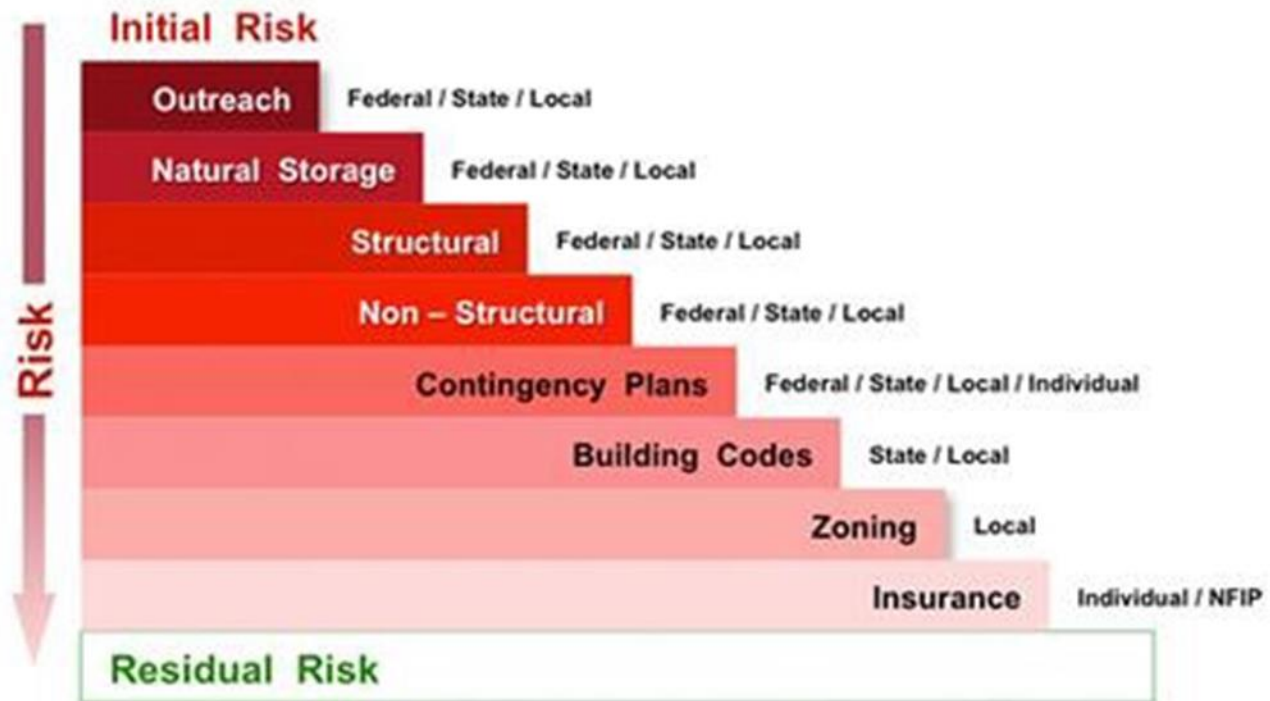 Initial Risk
Outreach
Federal / State / Local
Natural Storage
Federal / State / Local
Structural
Federal / State / Local
Non – Structural
Federal / State / Local
Contingency Plans
Federal / State / Local / Individual
Building Codes
State / Local
Zoning
Local
Insurance
Individual / NFIP
Residual Risk
Risk